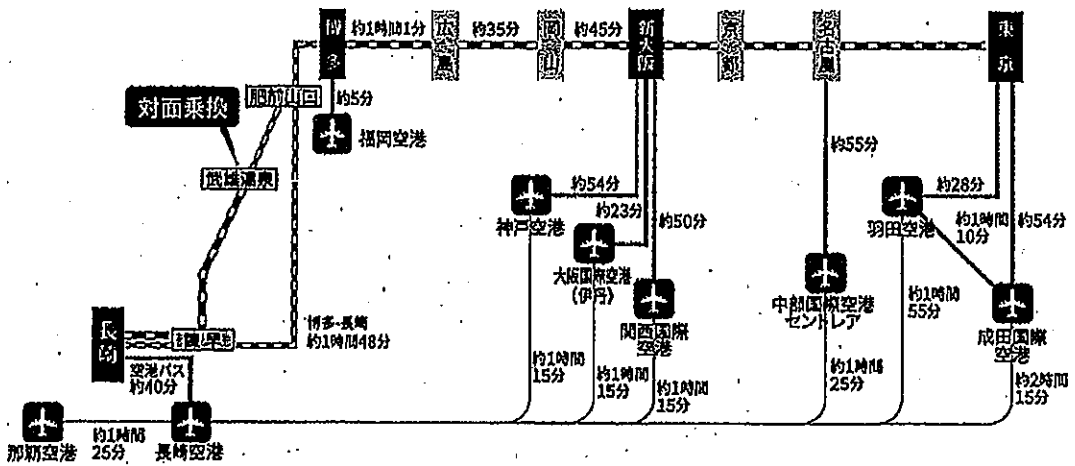 博多
約1時間1分
広島
約35分
岡山
約45分
新大阪
京都
名古屋
東京
肥前山口
約5分
対面乗換
福岡空港
武雄温泉
約54分
約23分
約50分
約55分
約28分
神戸空港
羽田空港
約1時間
10分
約54分
大阪国際空港
(伊丹)
長崎
諫早
博多-長崎
約1時間48分
関西国際
空港
中部国際空港
セントレア
約1時間
55分
成田国際
空港
空港バス
約40分
約1時間
15分
約1時間
15分
約1時間
15分
約1時間
25分
約2時間
15分
那覇空港
約1時間
25分
長崎空港